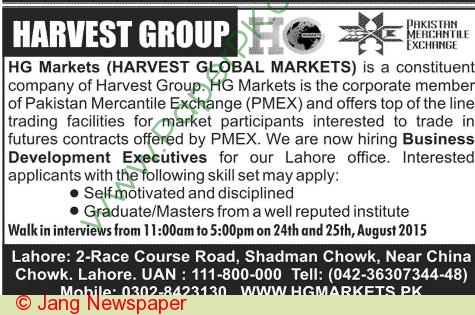 HARVEST GROUP
H
MARKETS
PAKISTAN
MERCANTILE
EXCHANGE
HG Markets (HARVEST GLOBAL MARKETS) is a constituent
company of Harvest Group. HG Markets is the corporate member
of Pakistan Mercantile Exchange (PMEX) and offers top of the line
trading facilities for market participants interested to trade in
futures contracts offered by PMEX. We are now hiring Business
Development Executives for our Lahore office. Interested
applicants with the following skill set may apply:
● Self motivated and disciplined
● Graduate/Masters from a well reputed institute
Walk in interviews from 11:00am to 5:00pm on 24th and 25th, August 2015
Lahore: 2-Race Course Road, Shadman Chowk, Near China
Chowk. Lahore. UAN : 111-800-000 Tell: (042-36307344-48)
Mobile: 0302-8423130 WWW.HGMARKETS.PK
© Jang Newspaper